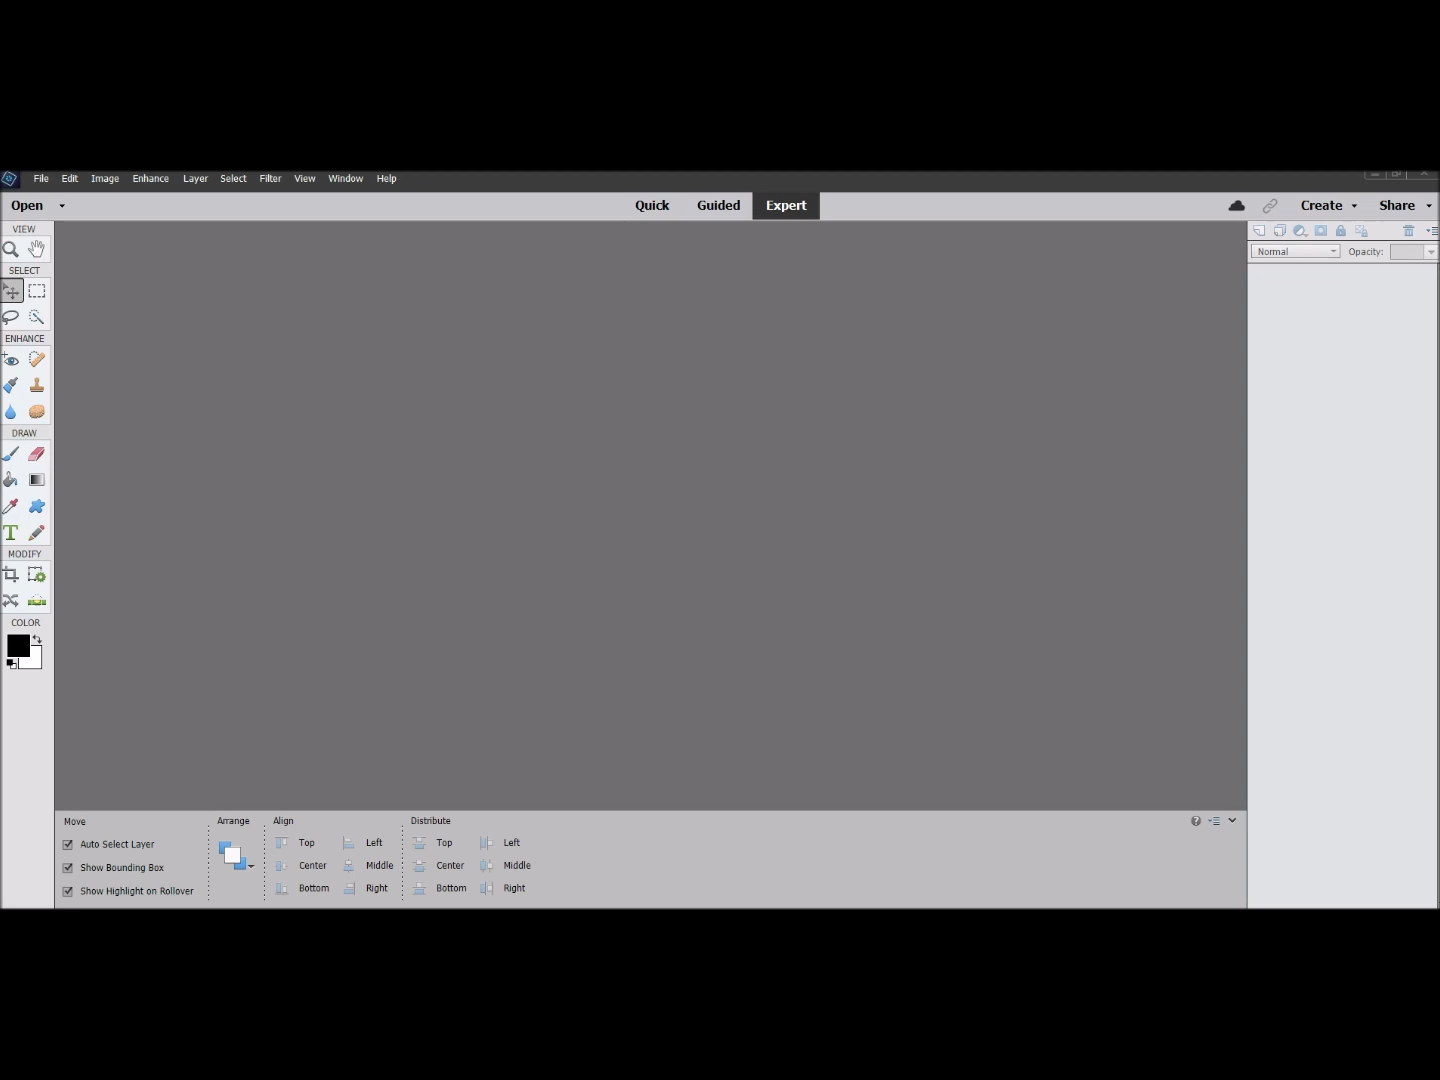 File Edit Image Enhance Layer Select Filter View Window Help
Open Quick Guided Expert Create Share
VIEW
SELECT
ENHANCE
DRAW
T
MODIFY
COLOR
Normal Opacity:
Move Arrange Align Distribute
Auto Select Layer Top Left Top Left
Show Bounding Box Center Middle Center Middle
Show Highlight on Rollover Bottom Right Bottom Right